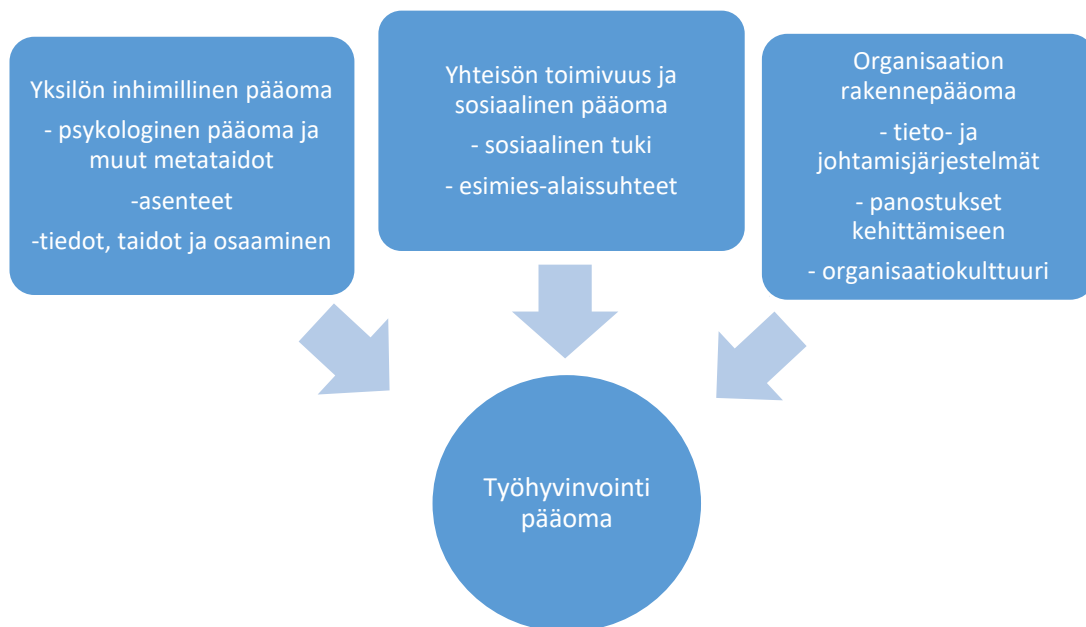 Yksilön inhimillinen pääoma
- psykologinen pääoma ja
muut metataidot
-asenteet
-tiedot, taidot ja osaaminen
Yhteisön toimivuus ja
sosiaalinen pääoma
- sosiaalinen tuki
- esimies-alaissuhteet
Organisaation
rakennepääoma
- tieto- ja
johtamisjärjestelmät
- panostukset
kehittämiseen
- organisaatiokulttuuri
Työhyvinvointi
pääoma